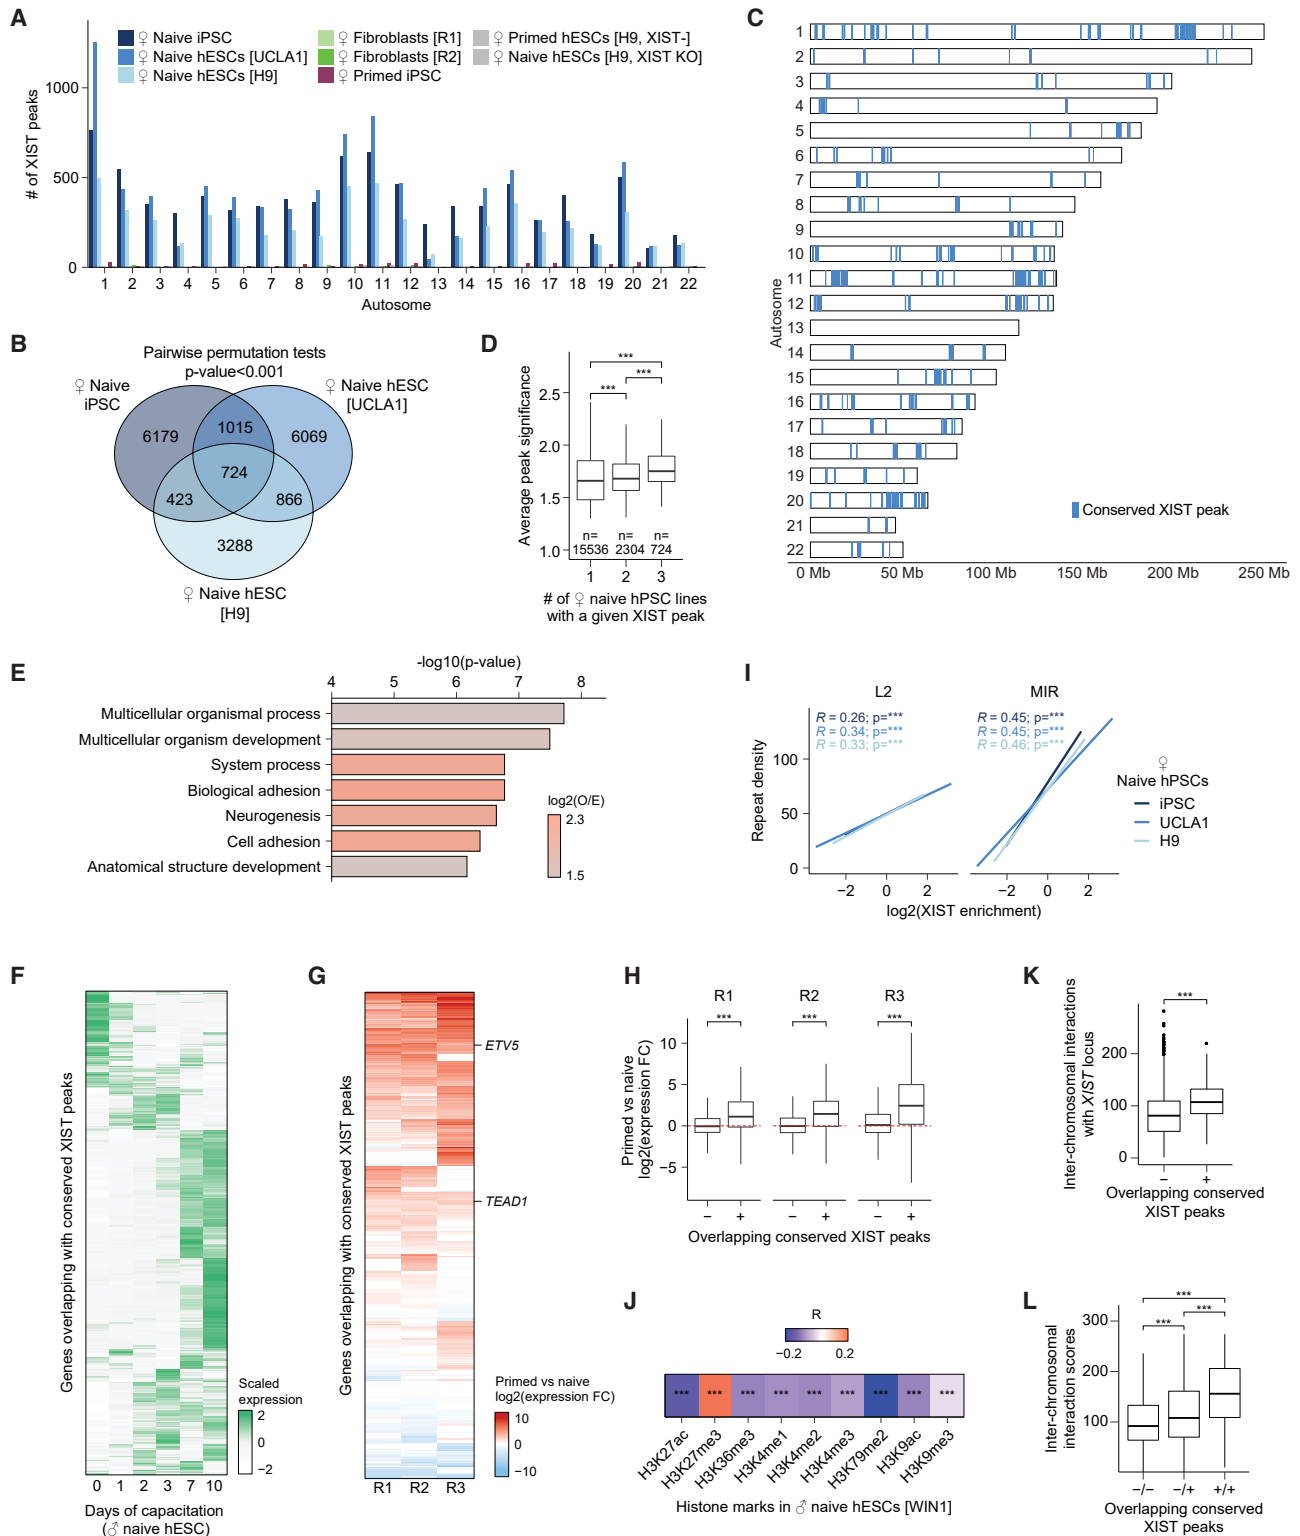 A
♀ Naive iPSC
♀ Naive hESCs [UCLA1]
♀ Naive hESCs [H9]
♀ Fibroblasts [R1]
♀ Fibroblasts [R2]
♀ Primed iPSC
♀ Primed hESCs [H9, XIST-]
♀ Naive hESCs [H9, XIST KO]
# of XIST peaks
1000
500
0
1 2 3 4 5 6 7 8 9 10 11 12 13 14 15 16 17 18 19 20 21 22
Autosome
B
Pairwise permutation tests
p-value<0.001
♀ Naive
iPSC
♀ Naive hESC
[UCLA1]
6179
1015
6069
724
423
866
3288
♀ Naive hESC
[H9]
C
Autosome
1
2
3
4
5
6
7
8
9
10
11
12
13
14
15
16
17
18
19
20
21
22
Conserved XIST peak
0 Mb 50 Mb 100 Mb 150 Mb 200 Mb 250 Mb
D
Average peak significance
2.5
2.0
1.5
1.0
***
*** ***
n= n= n=
15536 2304 724
1 2 3
# of ♀ naive hPSC lines
with a given XIST peak
E
-log10(p-value)
4 5 6 7 8
Multicellular organismal process
Multicellular organism development
System process
Biological adhesion
Neurogenesis
Cell adhesion
Anatomical structure development
log2(O/E)
2.3
1.5
I
L2
R = 0.26; p=***
R = 0.34; p=***
R = 0.33; p=***
MIR
R = 0.45; p=***
R = 0.45; p=***
R = 0.46; p=***
Repeat density
100
50
0
−2 0 2
−2 0 2
log2(XIST enrichment)
♀
Naive hPSCs
iPSC
UCLA1
H9
F
Genes overlapping with conserved XIST peaks
0 1 2 3 7 10
Days of capacitation
(♂ naive hESC)
Scaled
expression
2
0
−2
G
Genes overlapping with conserved XIST peaks
ETV5
TEAD1
R1 R2 R3
Primed vs naive
log2(expression FC)
10
0
−10
H
R1 R2 R3
*** *** ***
Primed vs naive
log2(expression FC)
10
5
0
−5
− + − + − +
Overlapping conserved XIST peaks
J
R
−0.2 0.2
*** *** *** *** *** *** *** *** ***
H3K27ac
H3K27me3
H3K36me3
H3K4me1
H3K4me2
H3K4me3
H3K79me2
H3K9ac
H3K9me3
Histone marks in ♂ naive hESCs [WIN1]
K
Inter-chromosomal interactions
with XIST locus
***
200
100
0
− +
Overlapping conserved
XIST peaks
L
Inter-chromosomal
interaction scores
***
***
***
300
200
100
−/− −/+ +/+
Overlapping conserved
XIST peaks